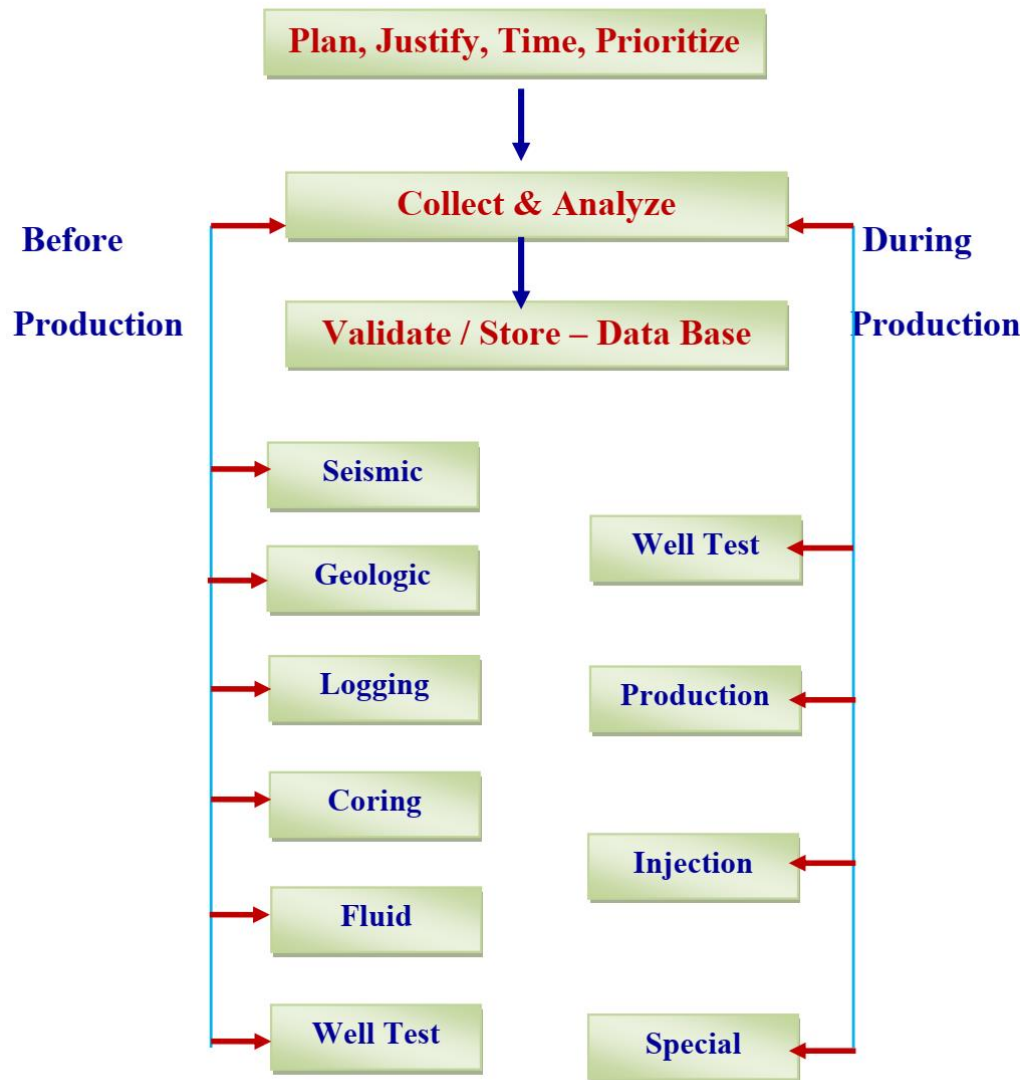 Plan, Justify, Time, Prioritize
Collect & Analyze
Before
Production
During
Production
Validate / Store – Data Base
Seismic
Geologic
Logging
Coring
Fluid
Well Test
Well Test
Production
Injection
Special